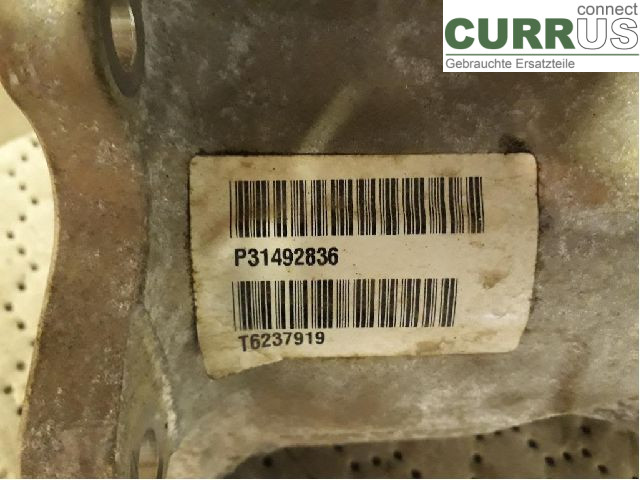 connect
CURRUS
Gebrauchte Ersatzteile
P31492836
T6237919